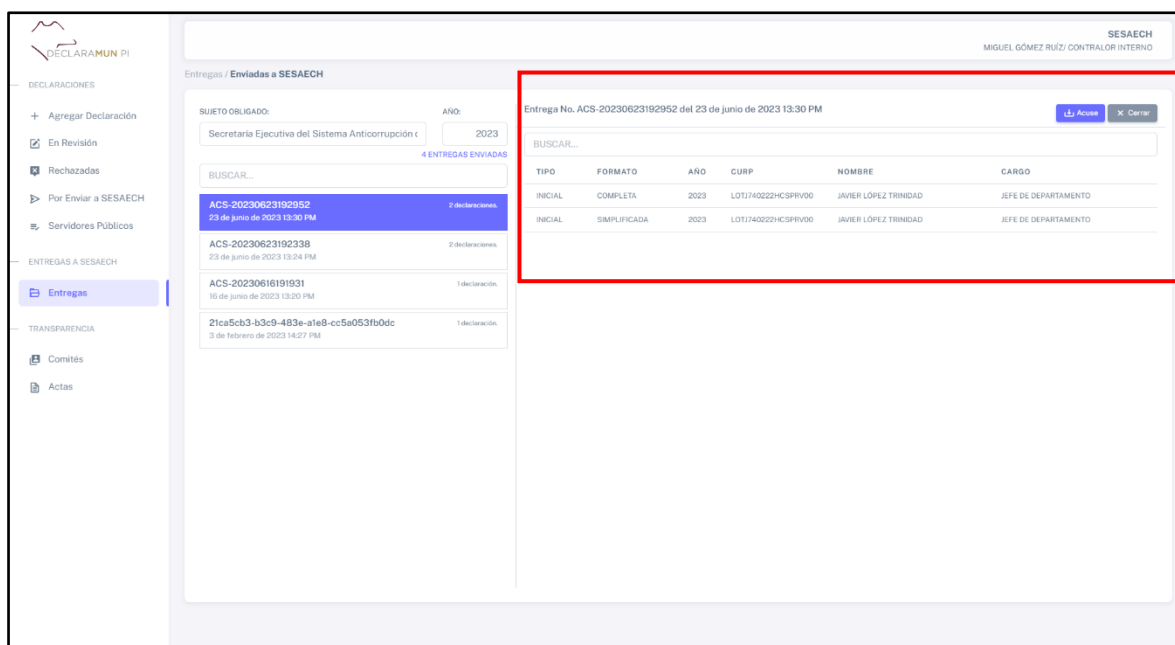 DECLARAMUN PI
SESAECH
MIGUEL GÓMEZ RUÍZ/ CONTRALOR INTERNO
DECLARACIONES
+ Agregar Declaración
En Revisión
Rechazadas
Por Enviar a SESAECH
Servidores Públicos
ENTREGAS A SESAECH
Entregas
TRANSPARENCIA
Comités
Actas
Entregas / Enviadas a SESAECH
SUJETO OBLIGADO: AÑO:
Secretaría Ejecutiva del Sistema Anticorrupción 2023
4 ENTREGAS ENVIADAS
BUSCAR...
ACS-20230623192952 2 declaraciones.
23 de junio de 2023 13:30 PM
ACS-20230623192338 2 declaraciones.
23 de junio de 2023 13:24 PM
ACS-20230616191931 1 declaración.
16 de junio de 2023 13:20 PM
21ca5cb3-b3c9-483e-a1e8-cc5a053fb0dc 1 declaración.
3 de febrero de 2023 14:27 PM
Entrega No. ACS-20230623192952 del 23 de junio de 2023 13:30 PM Acuse X Cerrar
BUSCAR...
TIPO FORMATO AÑO CURP NOMBRE CARGO
INICIAL COMPLETA 2023 LOTJ740222HCSPRV00 JAVIER LÓPEZ TRINIDAD JEFE DE DEPARTAMENTO
INICIAL SIMPLIFICADA 2023 LOTJ740222HCSPRV00 JAVIER LÓPEZ TRINIDAD JEFE DE DEPARTAMENTO